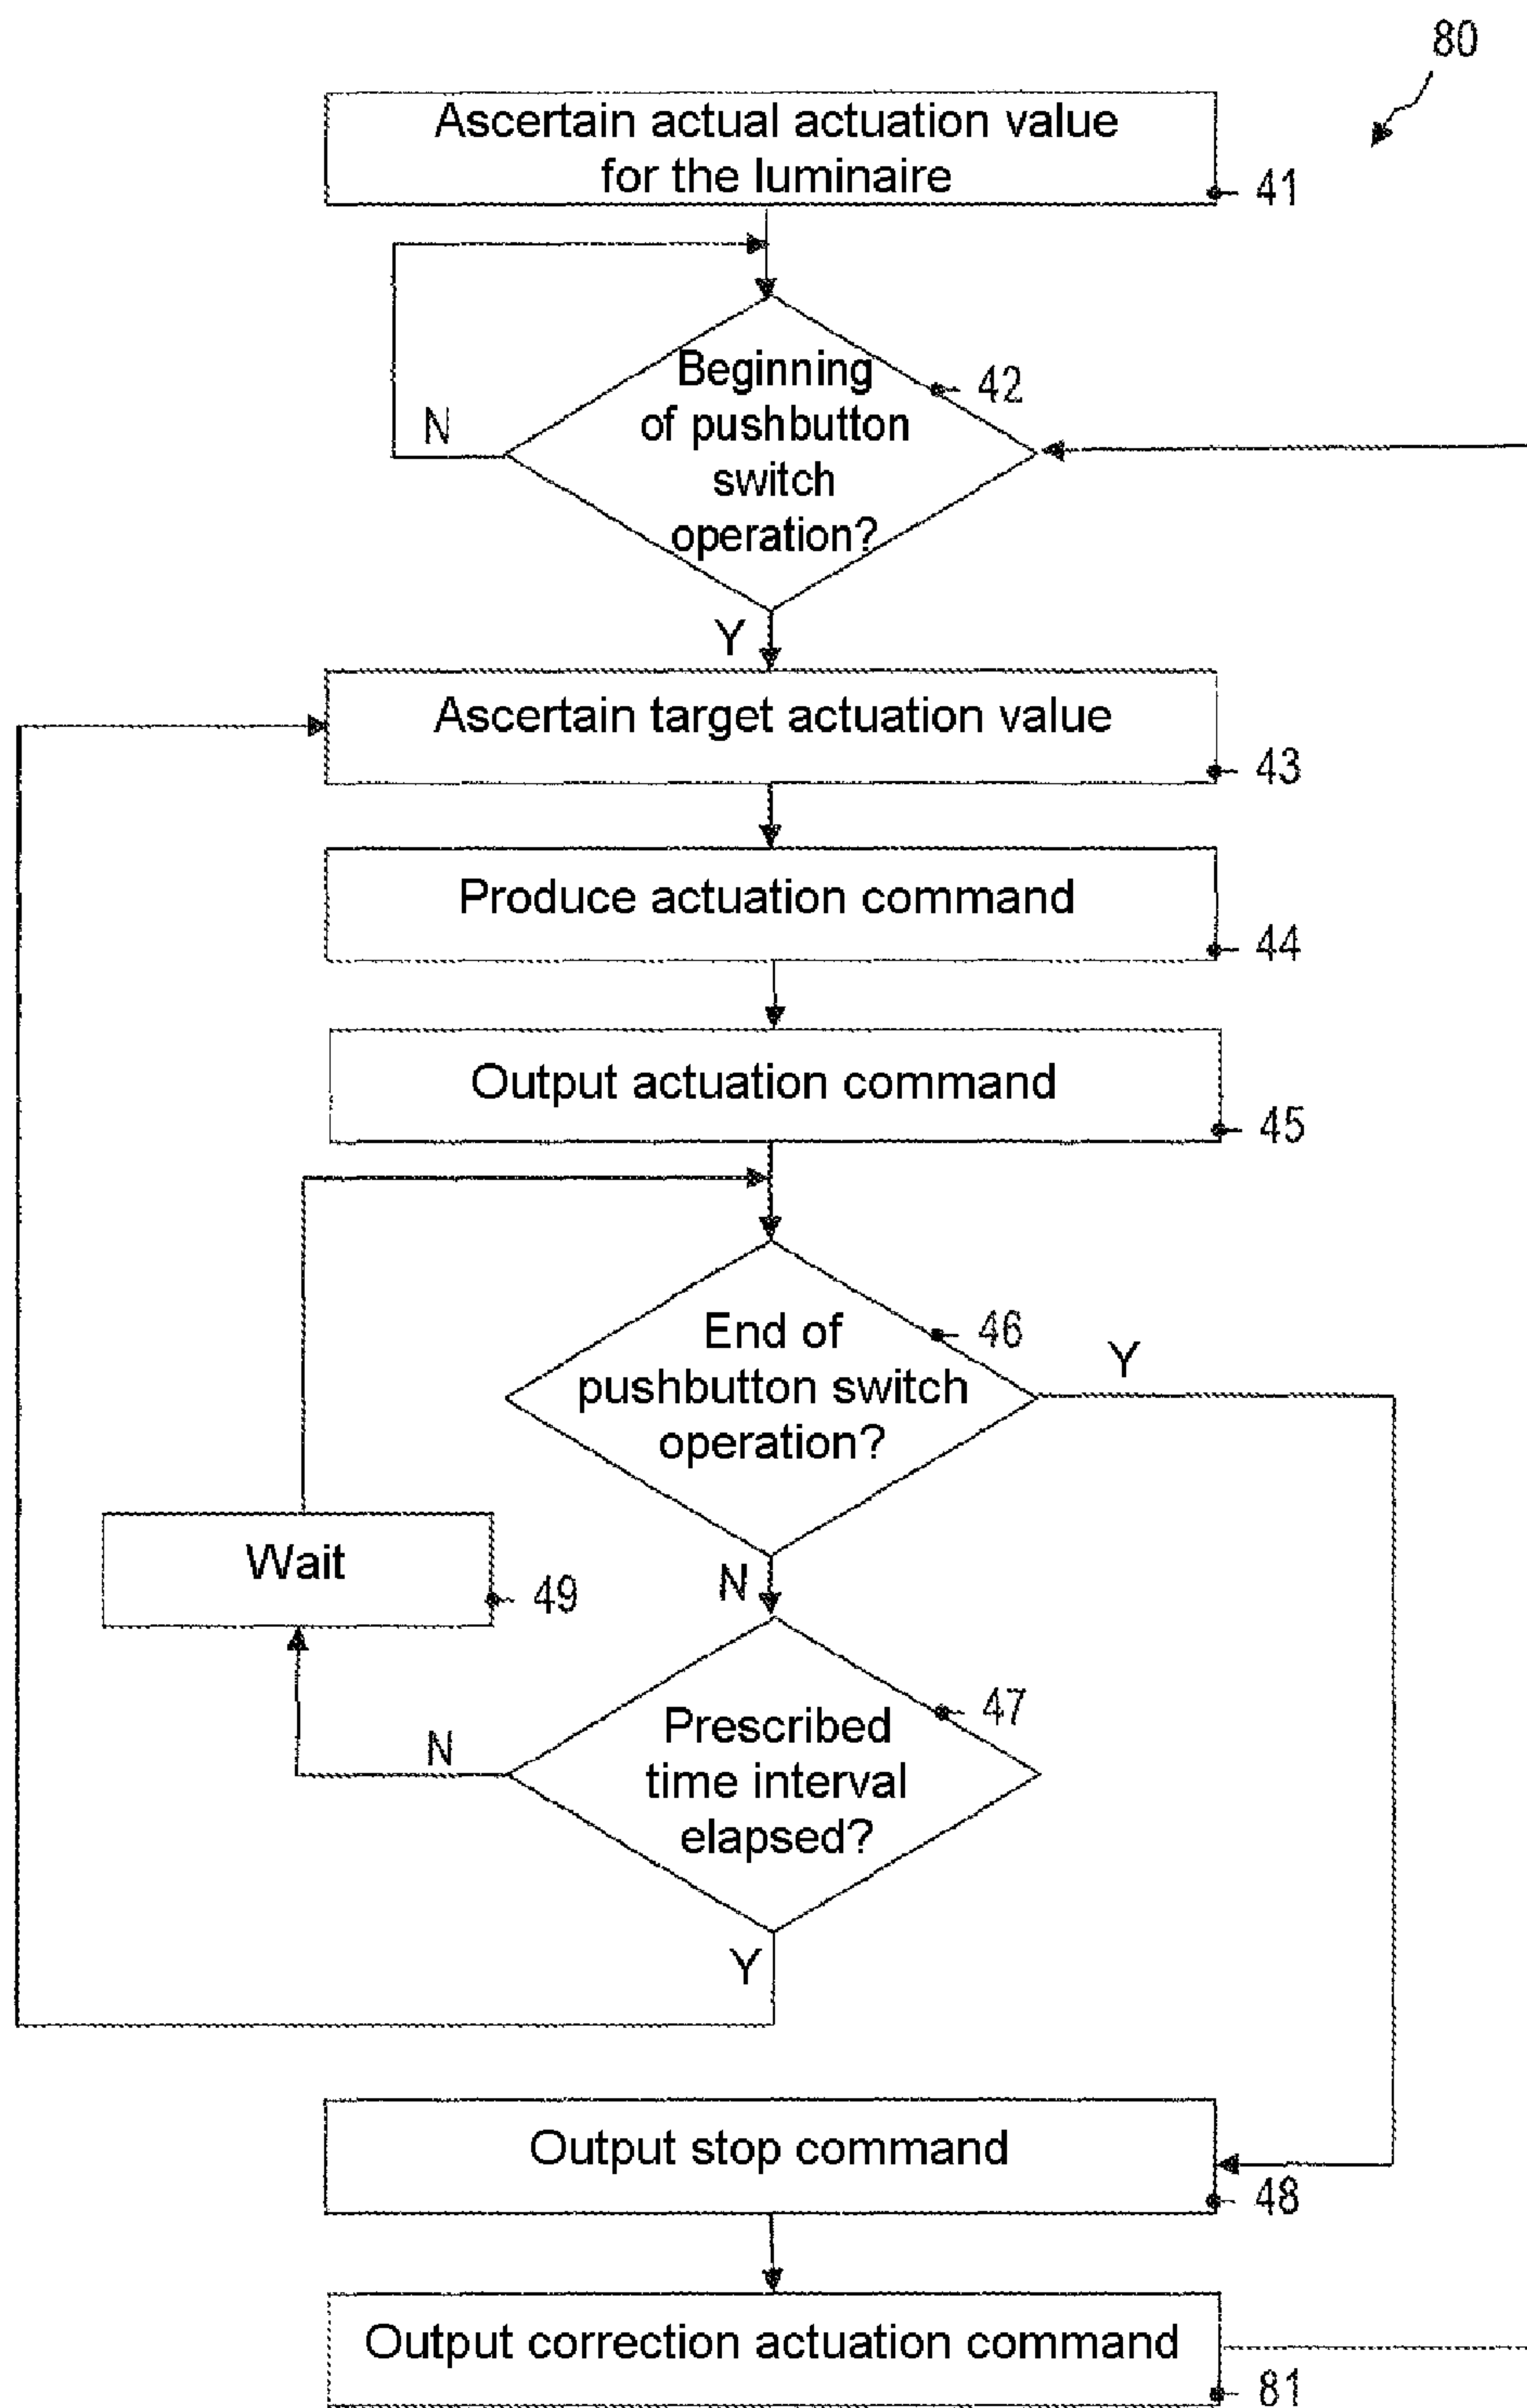 80
Ascertain actual actuation value
for the luminaire
41
Beginning
of pushbutton
switch
operation?
42
N
Y
Ascertain target actuation value
43
Produce actuation command
44
Output actuation command
45
End of
pushbutton switch
operation?
46
Y
Wait
49
N
Prescribed
time interval
elapsed?
47
N
Y
Output stop command
48
Output correction actuation command
81